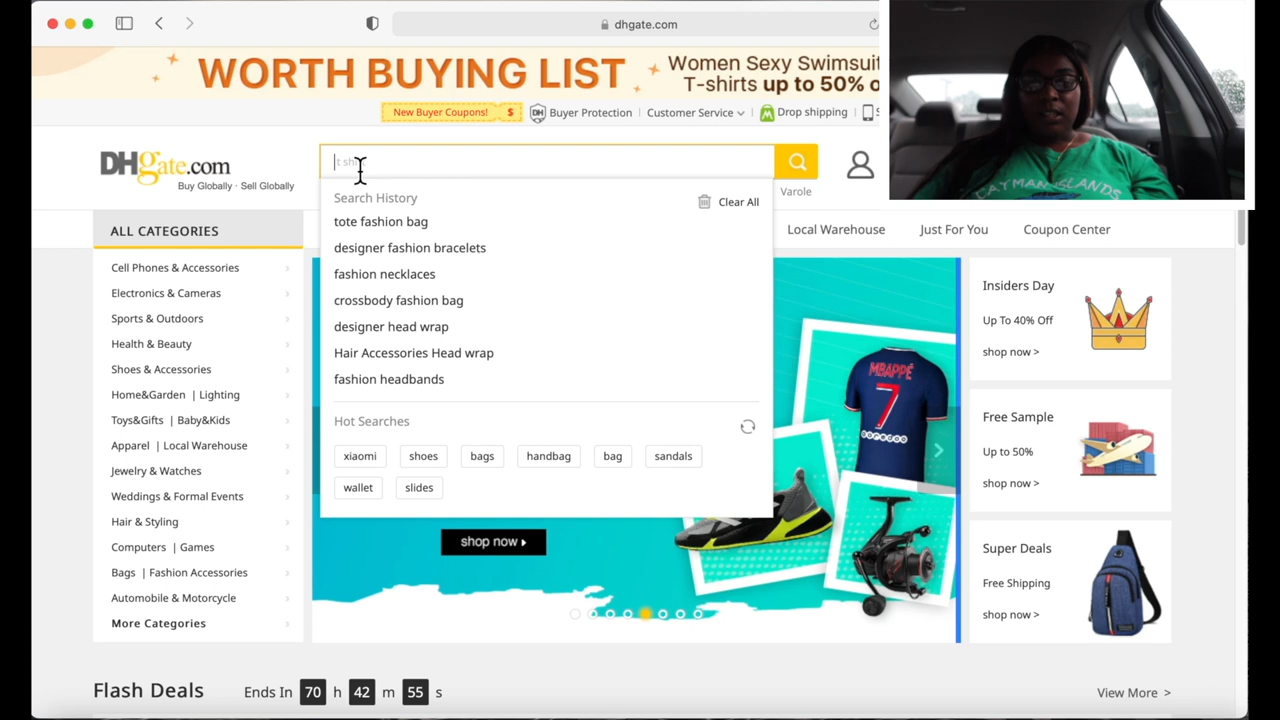 dhgate.com
WORTH BUYING LIST
Women Sexy Swimsui
T-shirts up to 50% o
New Buyer Coupons! $
DH Buyer Protection
Customer Service
Drop shipping
DHgate.com
Buy Globally · Sell Globally
t sh
Varole
CAYMAN ISLANDS
Search History
Clear All
tote fashion bag
designer fashion bracelets
fashion necklaces
crossbody fashion bag
designer head wrap
Hair Accessories Head wrap
fashion headbands
Hot Searches
xiaomi
shoes
bags
handbag
bag
sandals
wallet
slides
ALL CATEGORIES
Local Warehouse
Just For You
Coupon Center
Cell Phones & Accessories
Electronics & Cameras
Sports & Outdoors
Health & Beauty
Shoes & Accessories
Home&Garden | Lighting
Toys&Gifts | Baby&Kids
Apparel | Local Warehouse
Jewelry & Watches
Weddings & Formal Events
Hair & Styling
Computers | Games
Bags | Fashion Accessories
Automobile & Motorcycle
More Categories
MBAPPÉ
7
ooredoo
shop now
Insiders Day
Up To 40% Off
shop now >
Free Sample
Up to 50%
shop now >
Super Deals
Free Shipping
shop now >
Flash Deals
Ends In 70 h 42 m 55 s
View More >